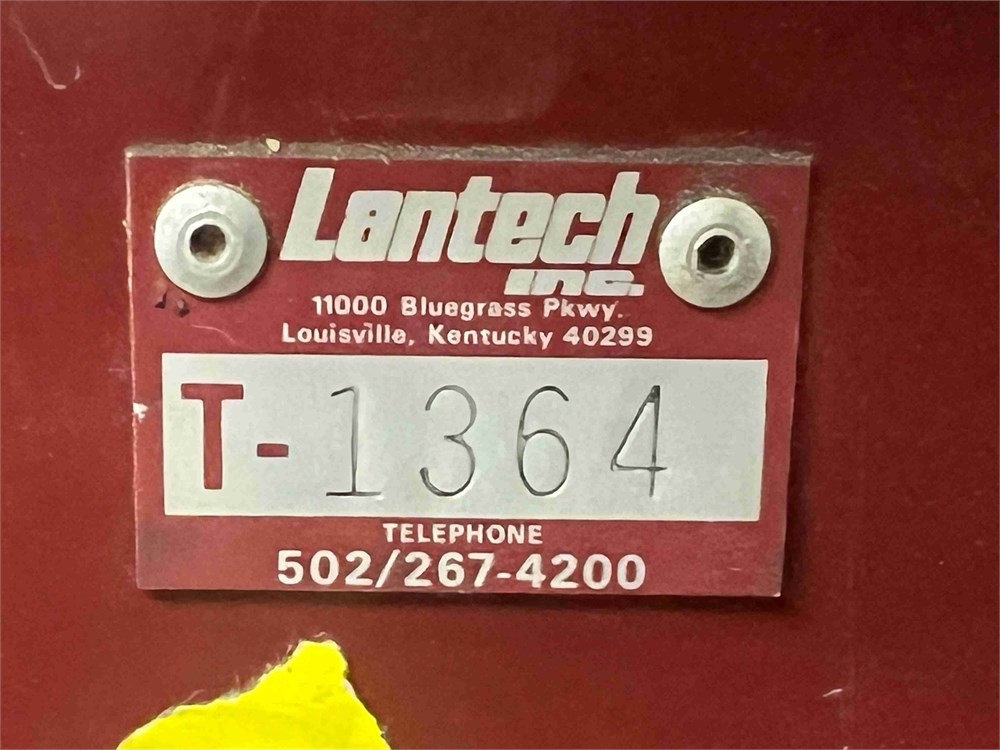 Lantech
inc.
11000 Bluegrass Pkwy.
Louisville, Kentucky 40299
T-1364
TELEPHONE
502/267-4200